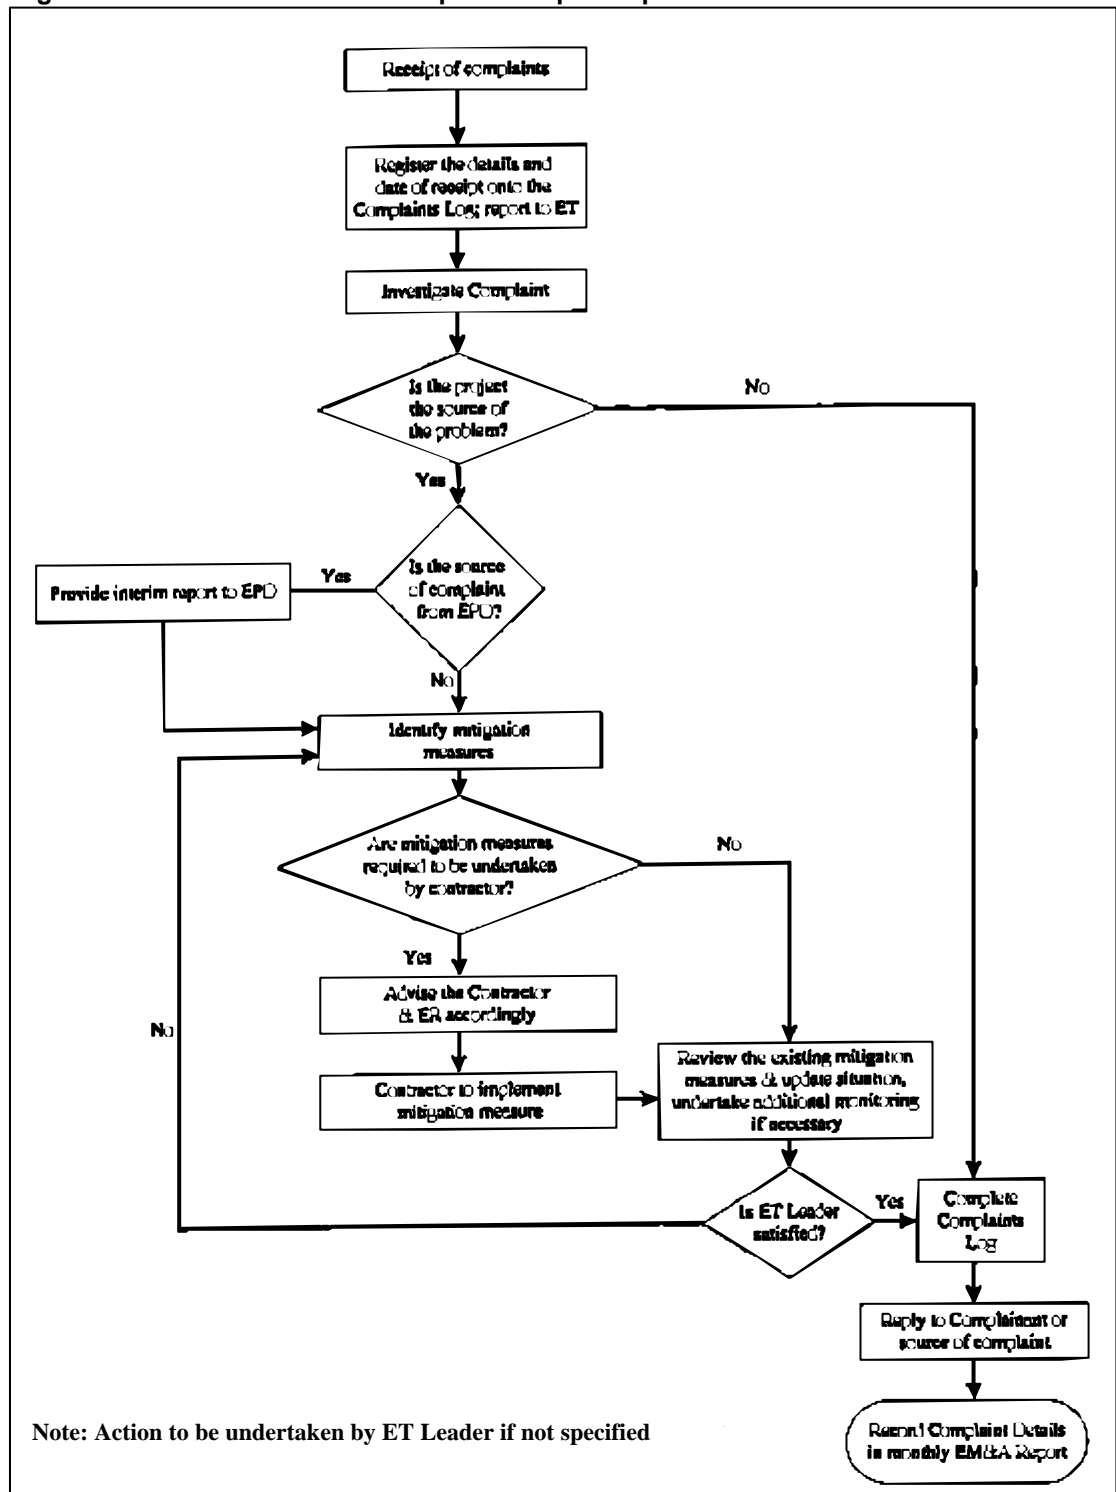 Receipt of complaints
Register the details and
date of receipt onto the
Complaints Log; report to ET
Investigate Complaint
Is the project
the source of
the problem?
No
Yes
Is the source
of complaint
from EPD?
Yes
Provide interim report to EPD
No
Identify mitigation
measures
Are mitigation measures
required to be undertaken
by contractor?
No
Yes
Advise the Contractor
& ER accordingly
No
Contractor to implement
mitigation measure
Review the existing mitigation
measures & update situation,
undertake additional monitoring
if accessary
Is ET Leader
satisfied?
Yes
Complete
Complaints
Log
Reply to Complainant or
source of complaint
Record Complaint Details
in monthly EM&A Report
Note: Action to be undertaken by ET Leader if not specified